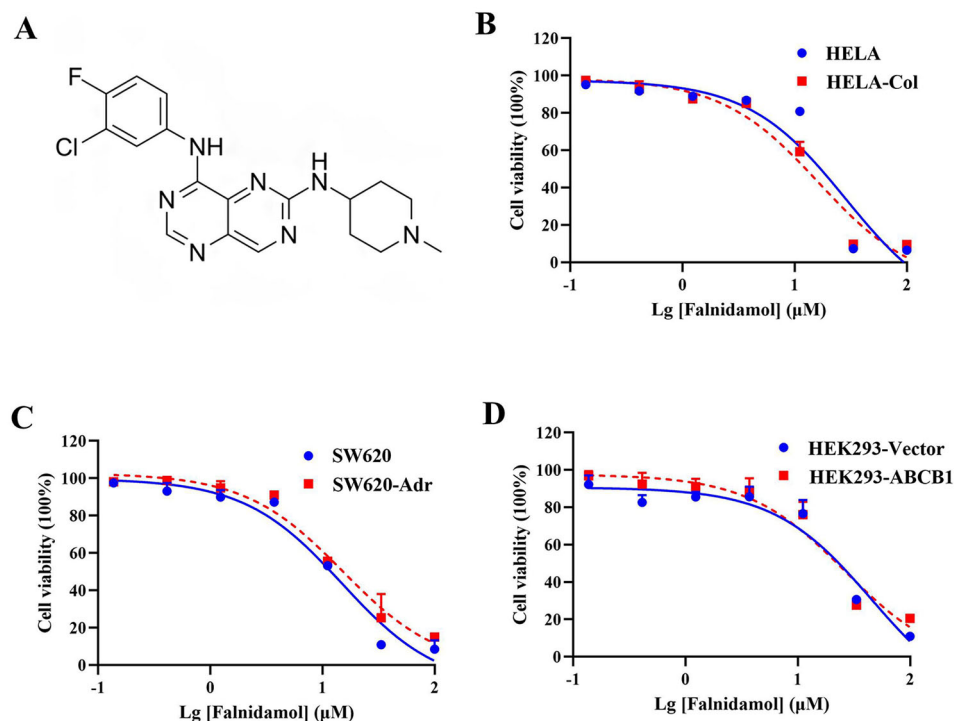 A
F
Cl
NH
N
N
N
N
H
N
N
B
120
100
80
60
40
20
0
-1
0
1
2
Cell viability (100%)
Lg [Falnidamol] (µM)
HELA
HELA-Col
C
120
100
80
60
40
20
0
-1
0
1
2
Cell viability (100%)
Lg [Falnidamol] (µM)
SW620
SW620-Adr
D
120
100
80
60
40
20
0
-1
0
1
2
Cell viability (100%)
Lg [Falnidamol] (µM)
HEK293-Vector
HEK293-ABCB1